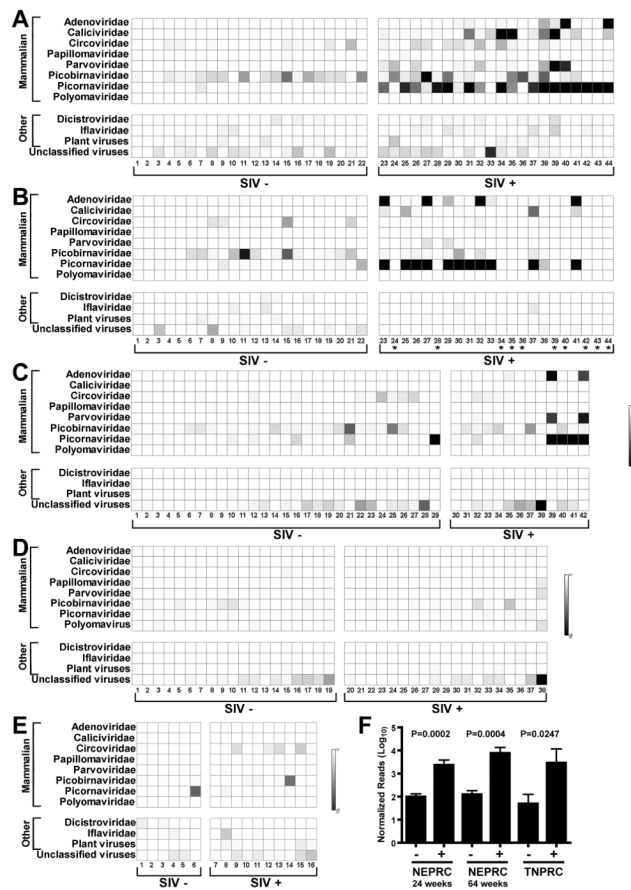 A
Mammalian
Adenoviridae
Caliciviridae
Circoviridae
Papillomaviridae
Parvoviridae
Picobirnaviridae
Picornaviridae
Polyomaviridae
Other
Dicistroviridae
Iflaviridae
Plant viruses
Unclassified viruses
1 2 3 4 5 6 7 8 9 10 11 12 13 14 15 16 17 18 19 20 21 22 23 24 25 26 27 28 29 30 31 32 33 34 35 36 37 38 39 40 41 42 43 44
SIV - SIV +
B
Mammalian
Adenoviridae
Caliciviridae
Circoviridae
Papillomaviridae
Parvoviridae
Picobirnaviridae
Picornaviridae
Polyomaviridae
Other
Dicistroviridae
Iflaviridae
Plant viruses
Unclassified viruses
1 2 3 4 5 6 7 8 9 10 11 12 13 14 15 16 17 18 19 20 21 22 23 24 25 26 27 28 29 30 31 32 33 34 35 36 37 38 39 40 41 42 43 44
* * * * * * * * *
SIV - SIV +
C
Mammalian
Adenoviridae
Caliciviridae
Circoviridae
Papillomaviridae
Parvoviridae
Picobirnaviridae
Picornaviridae
Polyomaviridae
Other
Dicistroviridae
Iflaviridae
Plant viruses
Unclassified viruses
1 2 3 4 5 6 7 8 9 10 11 12 13 14 15 16 17 18 19 20 21 22 23 24 25 26 27 28 29 30 31 32 33 34 35 36 37 38 39 40 41 42
SIV - SIV +
D
Mammalian
Adenoviridae
Caliciviridae
Circoviridae
Papillomaviridae
Parvoviridae
Picobirnaviridae
Picornaviridae
Polyomavirus
Other
Dicistroviridae
Iflaviridae
Plant viruses
Unclassified viruses
1 2 3 4 5 6 7 8 9 10 11 12 13 14 15 16 17 18 19 20 21 22 23 24 25 26 27 28 29 30 31 32 33 34 35 36 37 38
SIV - SIV +
E
Mammalian
Adenoviridae
Caliciviridae
Circoviridae
Papillomaviridae
Parvoviridae
Picobirnaviridae
Picornaviridae
Polyomaviridae
Other
Dicistroviridae
Iflaviridae
Plant viruses
Unclassified viruses
1 2 3 4 5 6 7 8 9 10 11 12 13 14 15 16
SIV - SIV +
F
Normalized Reads (Log10)
5
4
3
2
1
0
P=0.0002 P=0.0004 P=0.0247
- + - + - +
NEPRC NEPRC TNPRC
24 weeks 64 weeks